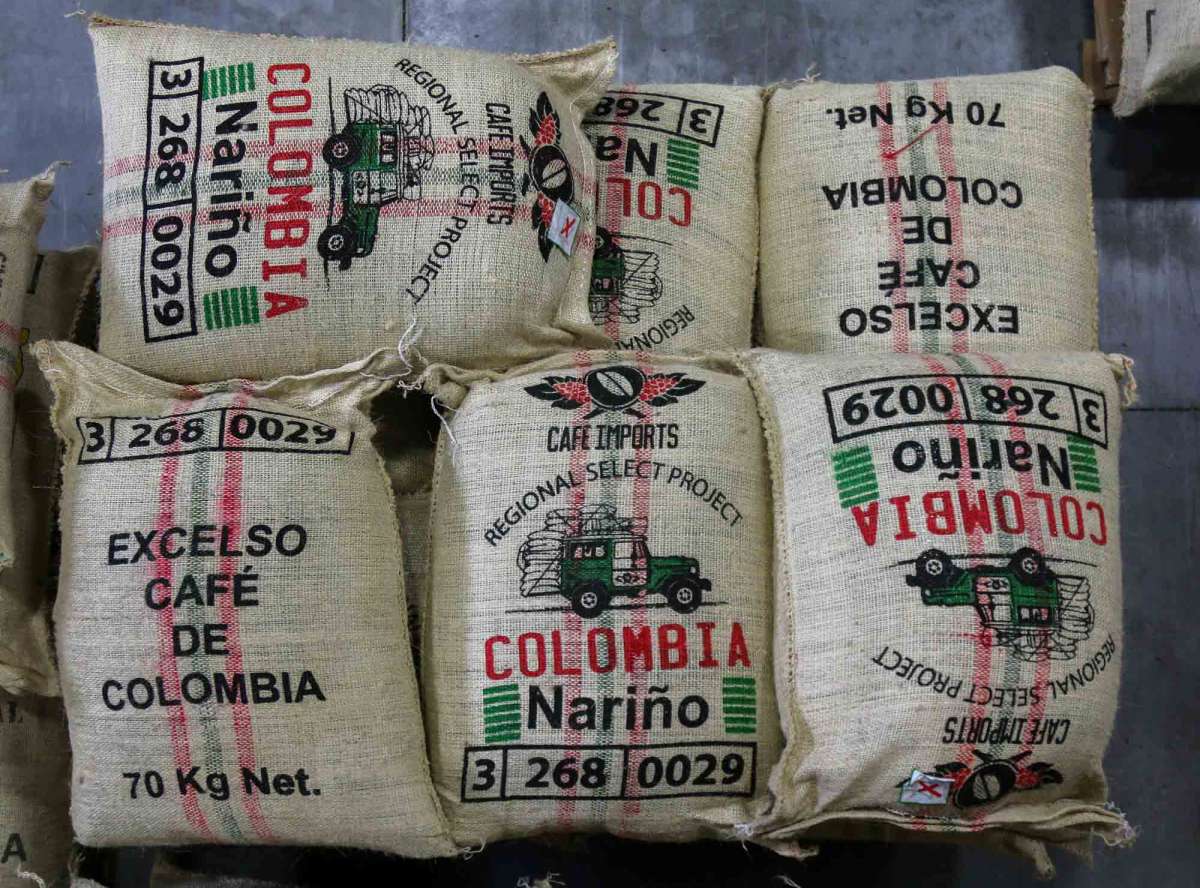 CAFE IMPORTS
REGIONAL SELECT PROJECT
COLOMBIA
Nariño
3 268 0029
3 268
COLOMBIA
REGIONAL
70 Kg Net.
COLOMBIA
DE
CAFÉ
EXCELSO
3 268 0029
EXCELSO
CAFÉ
DE
COLOMBIA
70 Kg Net.
CAFE IMPORTS
REGIONAL SELECT PROJECT
COLOMBIA
Nariño
3 268 0029
3 268 0029
Nariño
COLOMBIA
REGIONAL SELECT PROJECT
CAFE IMPORTS